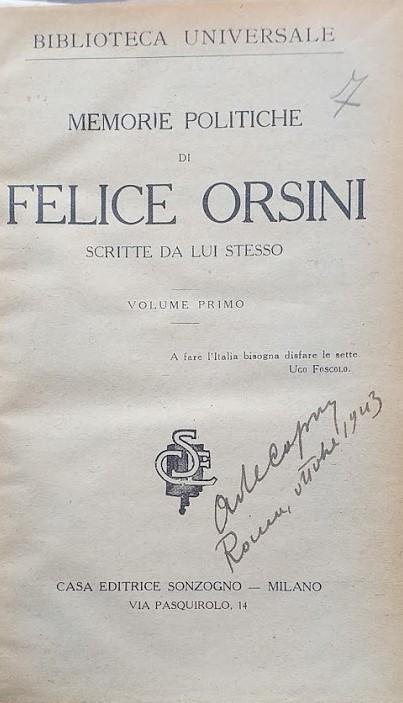 BIBLIOTECA UNIVERSALE
7
MEMORIE POLITICHE
DI
FELICE ORSINI
SCRITTE DA LUI STESSO
VOLUME PRIMO
A fare l'Italia bisogna disfare le sette
Ugo Foscolo.
Roma, ottobre 1943
CASA EDITRICE SONZOGNO — MILANO
VIA PASQUIROLO, 14